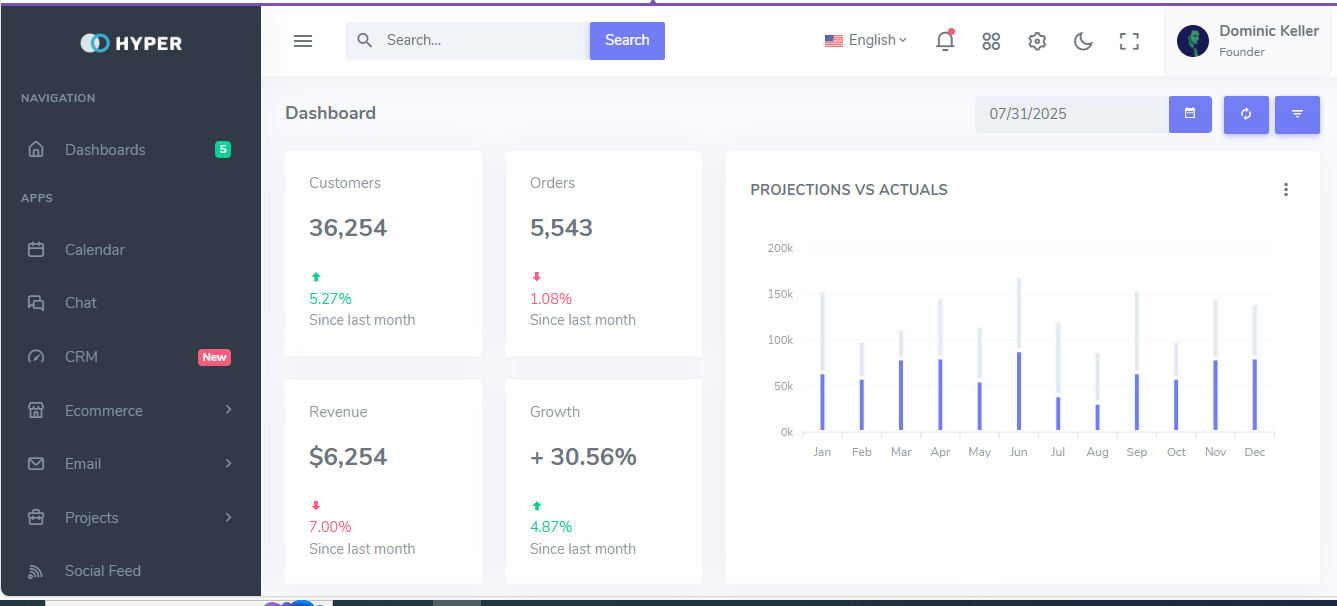 HYPER
NAVIGATION
Dashboards 5
APPS
Calendar
Chat
CRM New
Ecommerce
Email
Projects
Social Feed
Search... Search
English
Dominic Keller
Founder
Dashboard
07/31/2025
Customers
36,254
5.27%
Since last month
Orders
5,543
1.08%
Since last month
Revenue
$6,254
7.00%
Since last month
Growth
+ 30.56%
4.87%
Since last month
PROJECTIONS VS ACTUALS
200k
150k
100k
50k
0k
Jan Feb Mar Apr May Jun Jul Aug Sep Oct Nov Dec